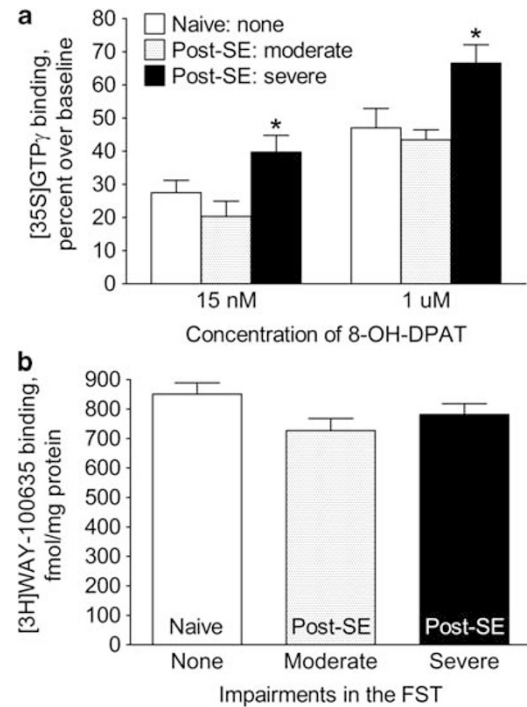 a
[35S]GTPγ binding,
percent over baseline
80
70
60
50
40
30
20
10
0
Naive: none
Post-SE: moderate
Post-SE: severe
*
*
15 nM
1 uM
Concentration of 8-OH-DPAT
b
[3H]WAY-100635 binding,
fmol/mg protein
900
800
700
600
500
400
300
200
100
0
Naive
Post-SE
Post-SE
None
Moderate
Severe
Impairments in the FST